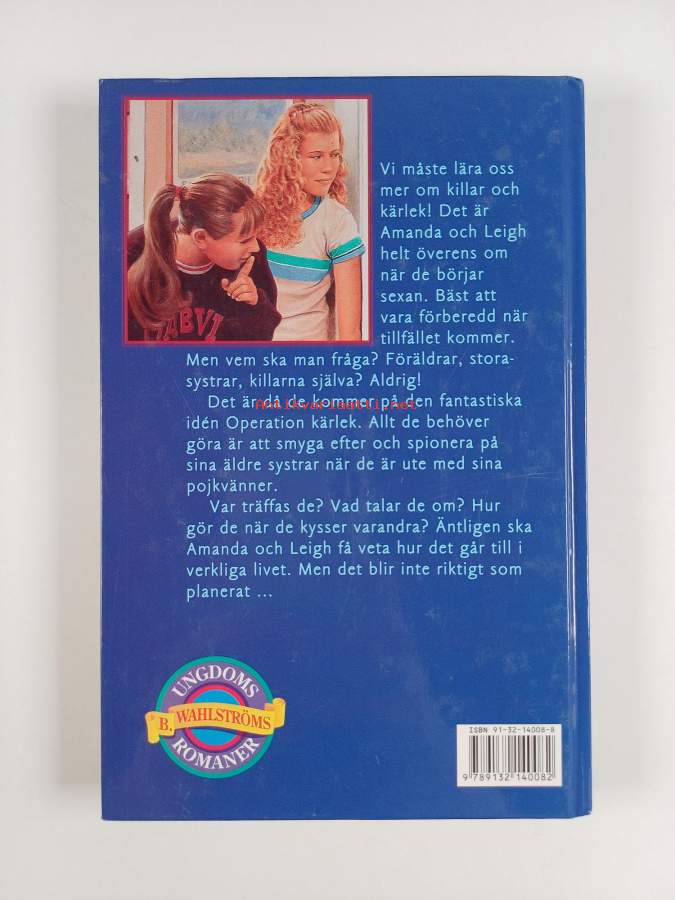 Vi måste lära oss
mer om killar och
kärlek! Det är
Amanda och Leigh
helt överens om
när de börjar
sexan. Bäst att
vara förberedd när
tillfället kommer.
Men vem ska man fråga? Föräldrar, stora-
systrar, killarna själva? Aldrig!
Det är då de kommer på den fantastiska
Antikvariaatti.net
idén Operation kärlek. Allt de behöver
göra är att smyga efter och spionera på
sina äldre systrar när de är ute med sina
pojkvänner.
Var träffas de? Vad talar de om? Hur
gör de när de kysser varandra? Äntligen ska
Amanda och Leigh få veta hur det går till i
verkliga livet. Men det blir inte riktigt som
planerat ...
UNGDOMS
B. WAHLSTRÖMS
ROMANER
ISBN 91-32-14008-8
9 789132 140082